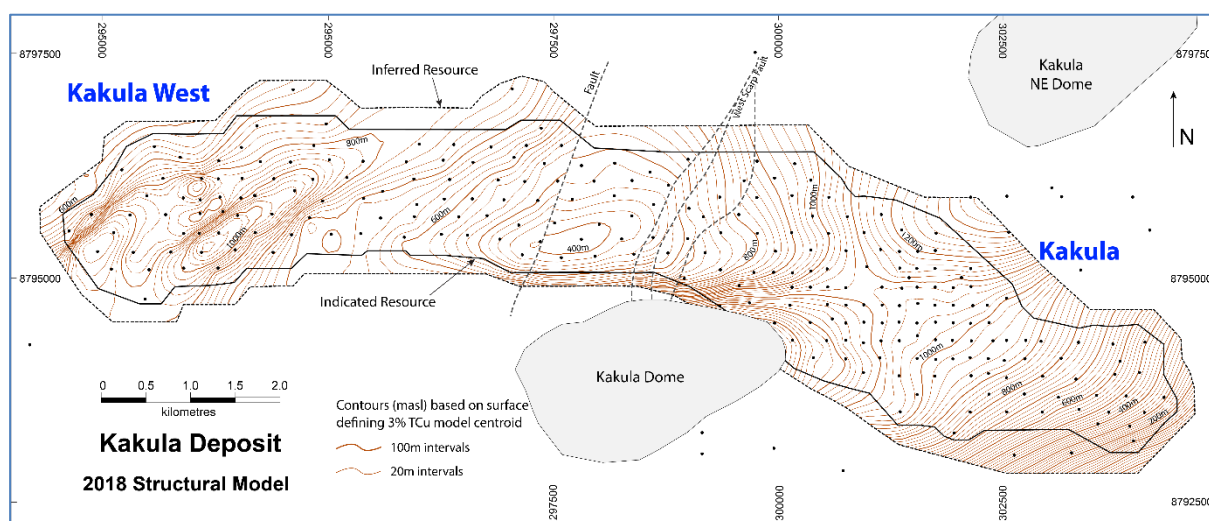 295000
295000
297500
300000
302500
8797500
8797500
Inferred Resource
Fault
West Scarp Fault
Kakula
NE Dome
Kakula West
N
800m
600m
600m
1000m
400m
800m
1000m
1200m
Kakula
8795000
8795000
Indicated Resource
1000m
800m
600m
400m
200m
Kakula Dome
0 0.5 1.0 1.5 2.0
kilometres
Contours (masl) based on surface
defining 3% TCu model centroid
100m intervals
20m intervals
Kakula Deposit
2018 Structural Model
297500
300000
302500
8792500